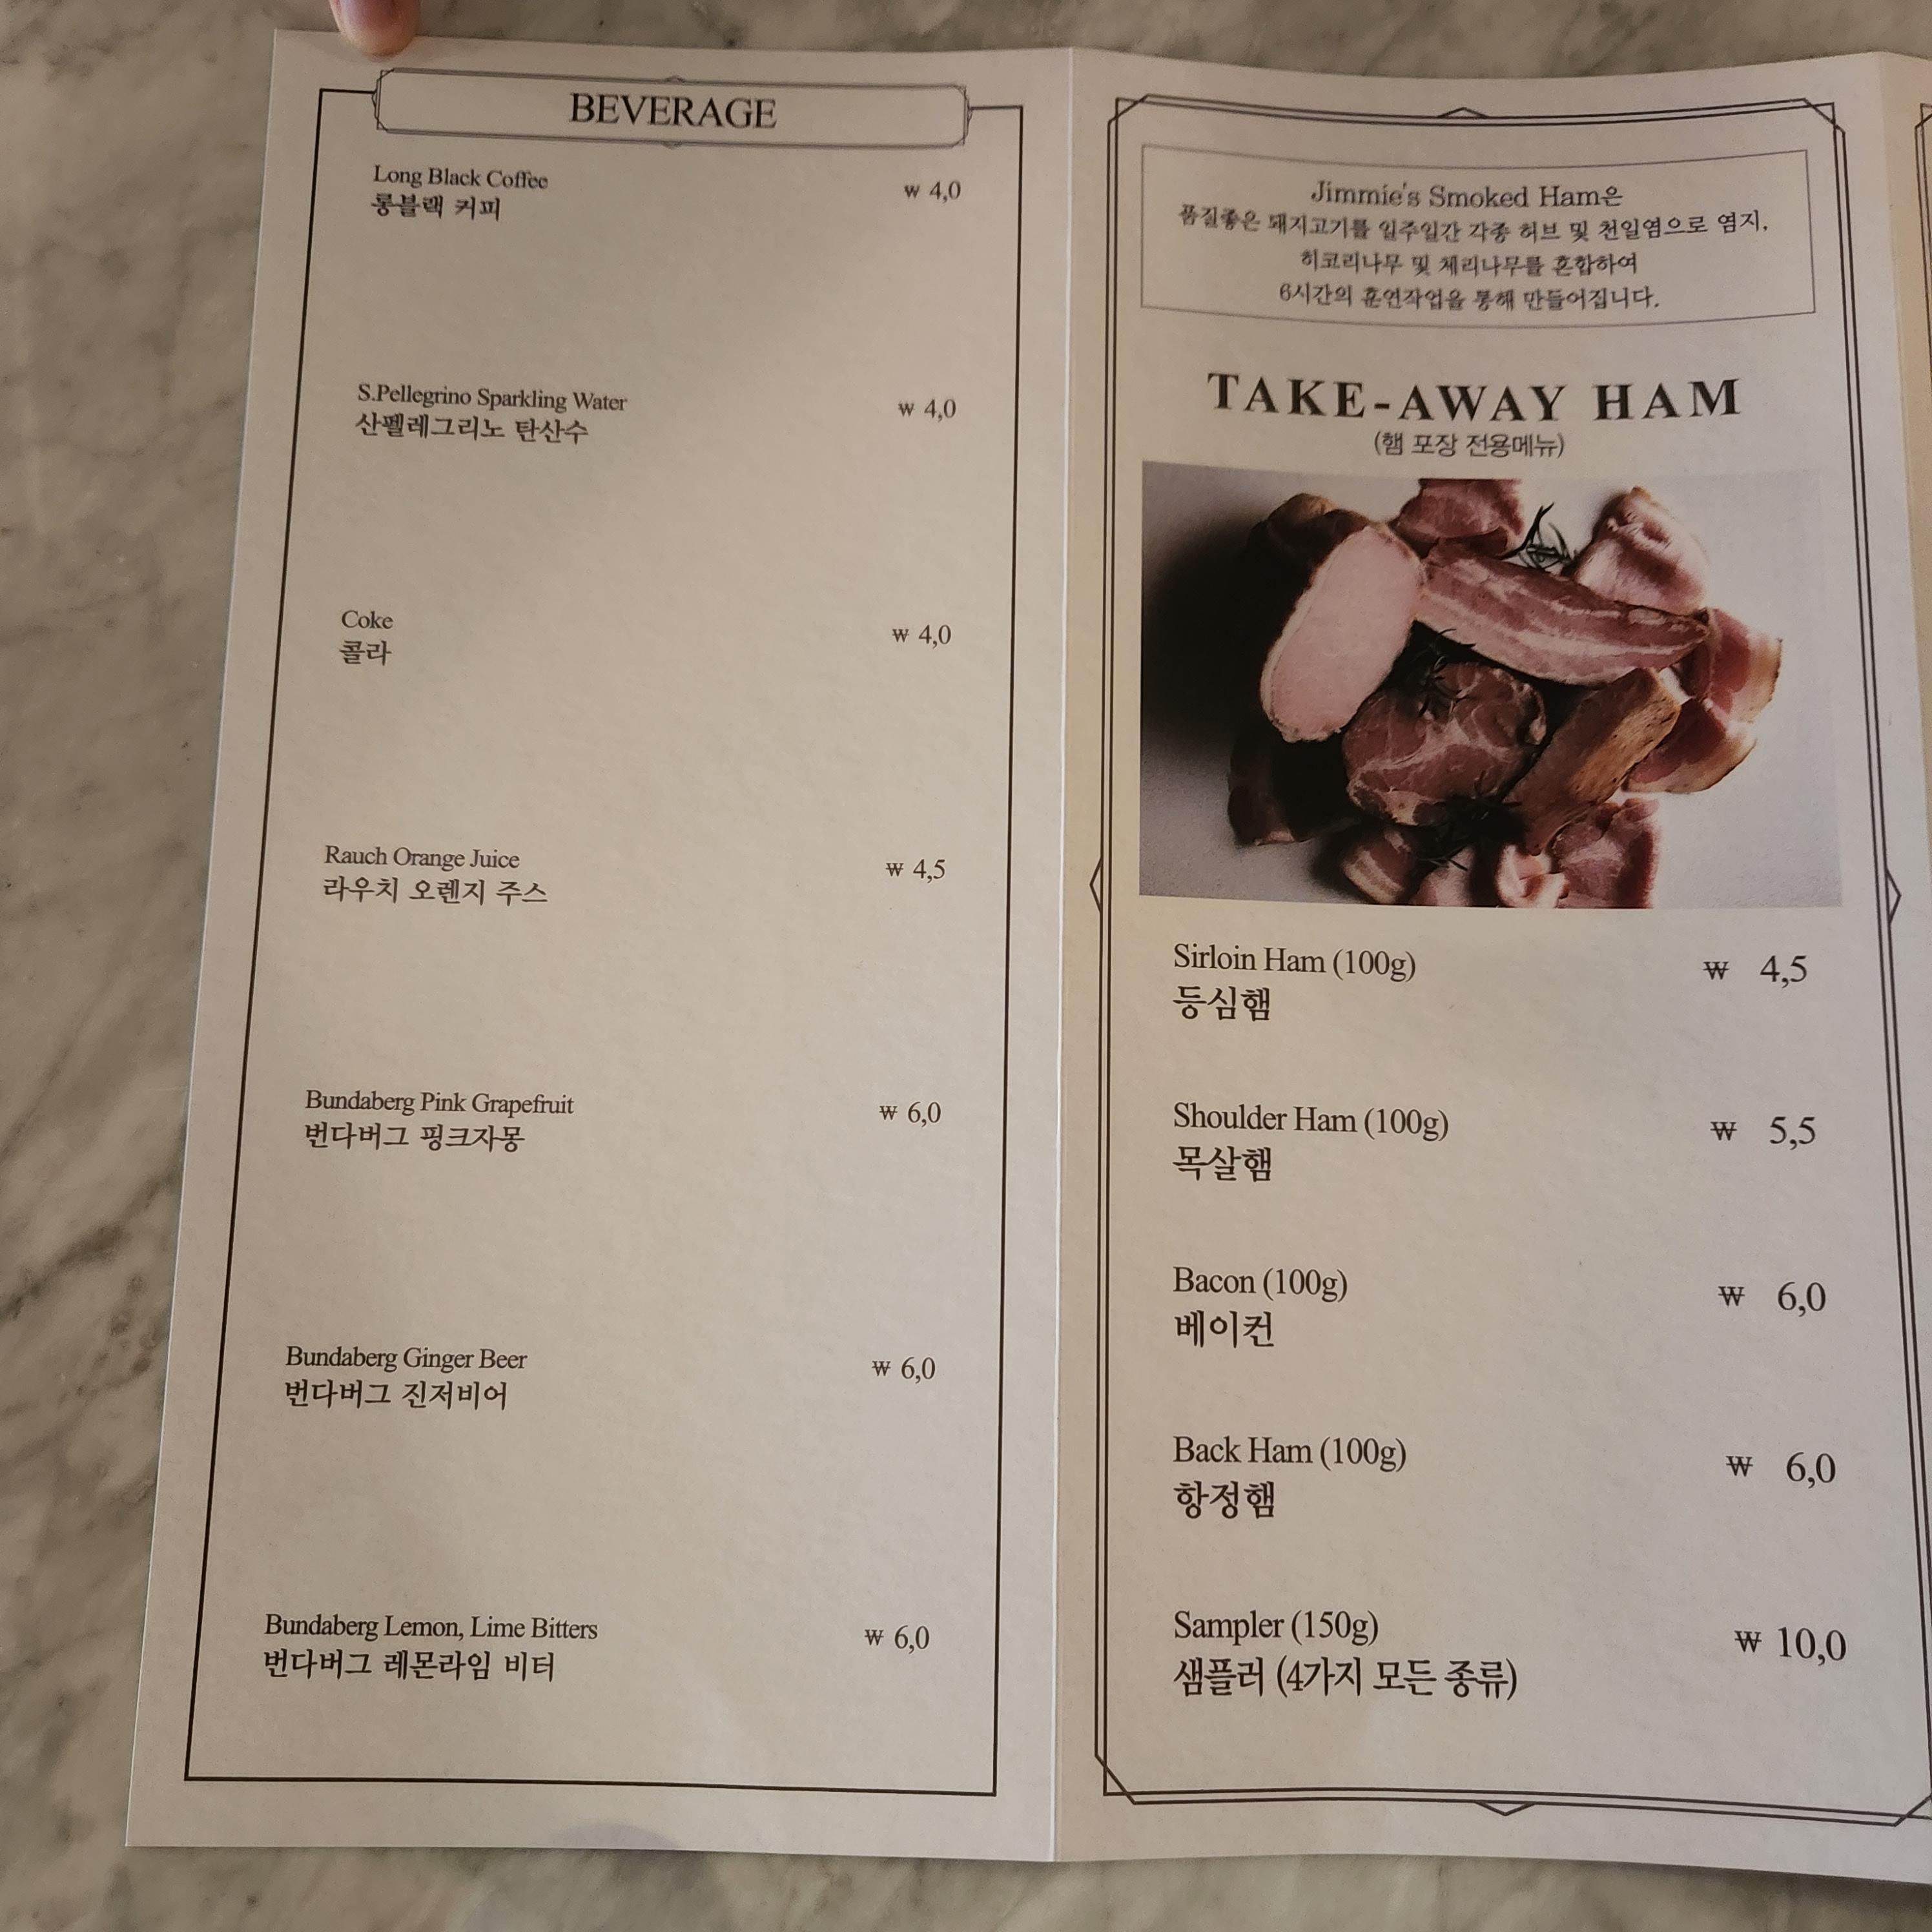 BEVERAGE
Long Black Coffee
₩ 4,0
롱블랙 커피
S.Pellegrino Sparkling Water
₩ 4,0
산펠레그리노 탄산수
Coke
₩ 4,0
콜라
Rauch Orange Juice
₩ 4,5
라우치 오렌지 주스
Bundaberg Pink Grapefruit
₩ 6,0
번다버그 핑크자몽
Bundaberg Ginger Beer
₩ 6,0
번다버그 진저비어
Bundaberg Lemon, Lime Bitters
₩ 6,0
번다버그 레몬라임 비터
Jimmie's Smoked Ham은
품질좋은 돼지고기를 일주일간 각종 허브 및 천일염으로 염지,
히코리나무 및 체리나무를 혼합하여
6시간의 훈연작업을 통해 만들어집니다.
TAKE-AWAY HAM
(햄 포장 전용메뉴)
Sirloin Ham (100g)
₩ 4,5
등심햄
Shoulder Ham (100g)
₩ 5,5
목살햄
Bacon (100g)
₩ 6,0
베이컨
Back Ham (100g)
₩ 6,0
항정햄
Sampler (150g)
₩ 10,0
샘플러 (4가지 모든 종류)